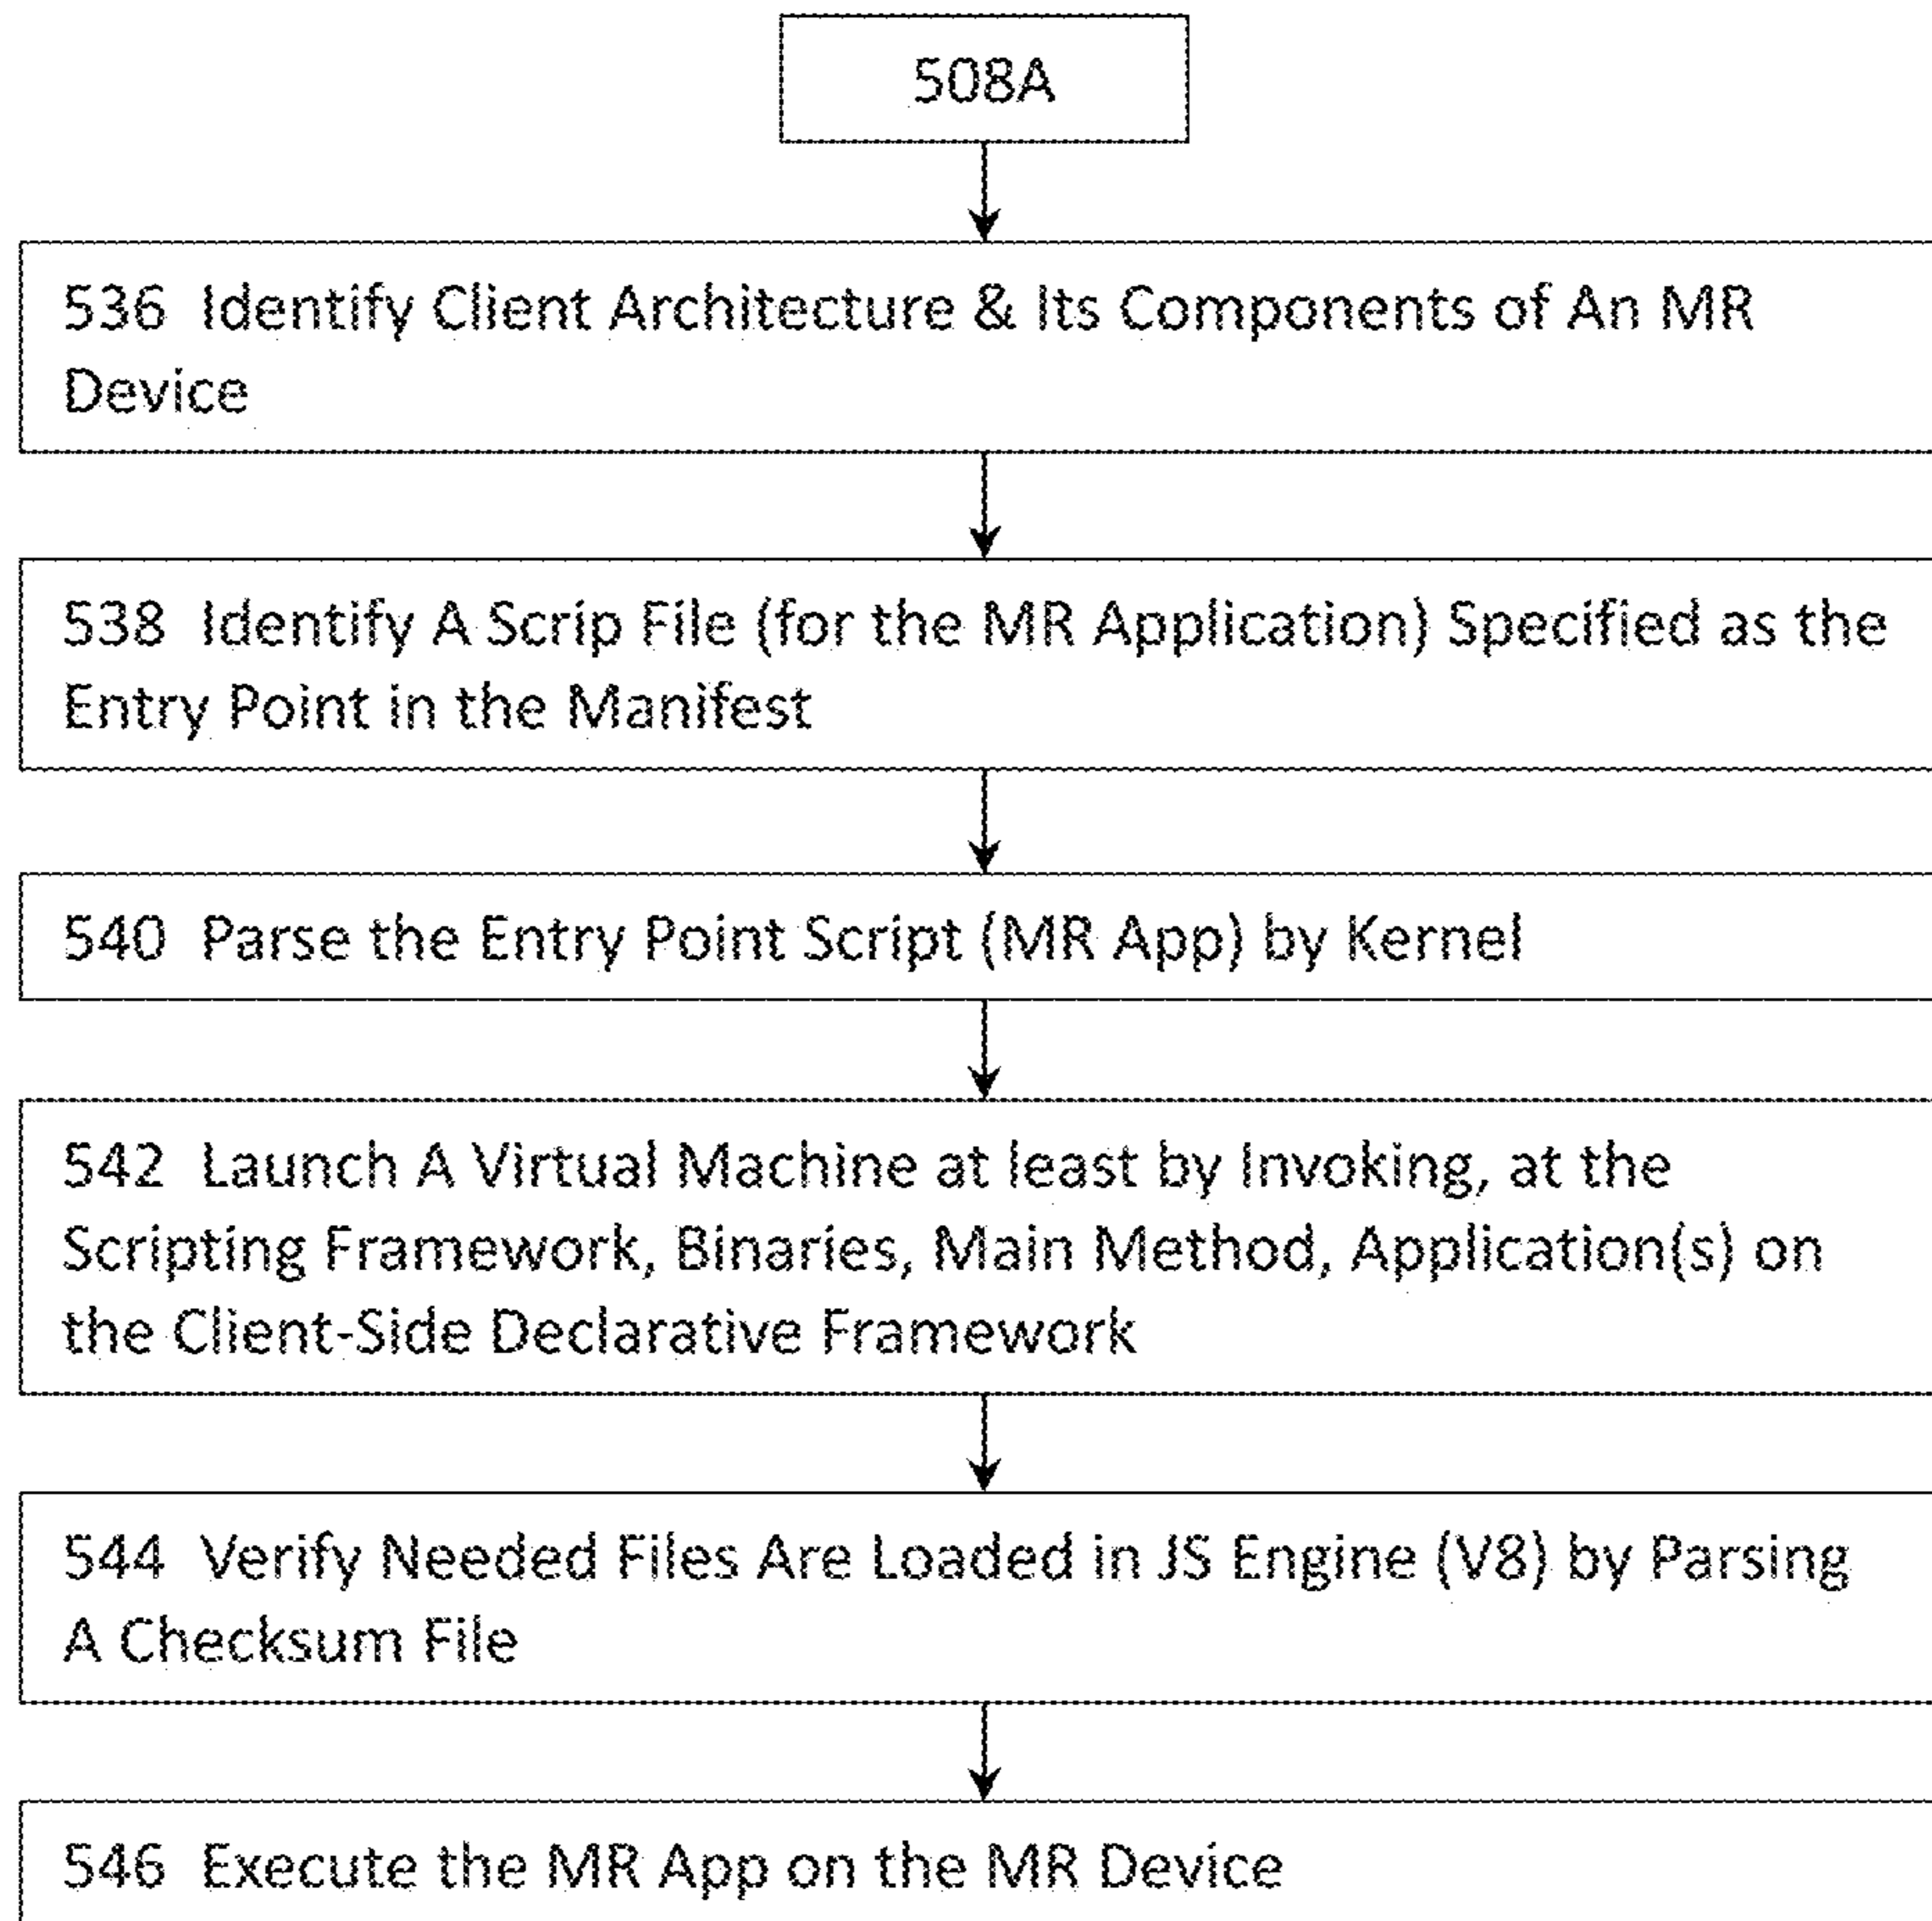 508A
536 Identify Client Architecture & Its Components of An MR
Device
538 Identify A Scrip File (for the MR Application) Specified as the
Entry Point in the Manifest
540 Parse the Entry Point Script (MR App) by Kernel
542 Launch A Virtual Machine at least by Invoking, at the
Scripting Framework, Binaries, Main Method, Application(s) on
the Client-Side Declarative Framework
544 Verify Needed Files Are Loaded in JS Engine (V8) by Parsing
A Checksum File
546 Execute the MR App on the MR Device